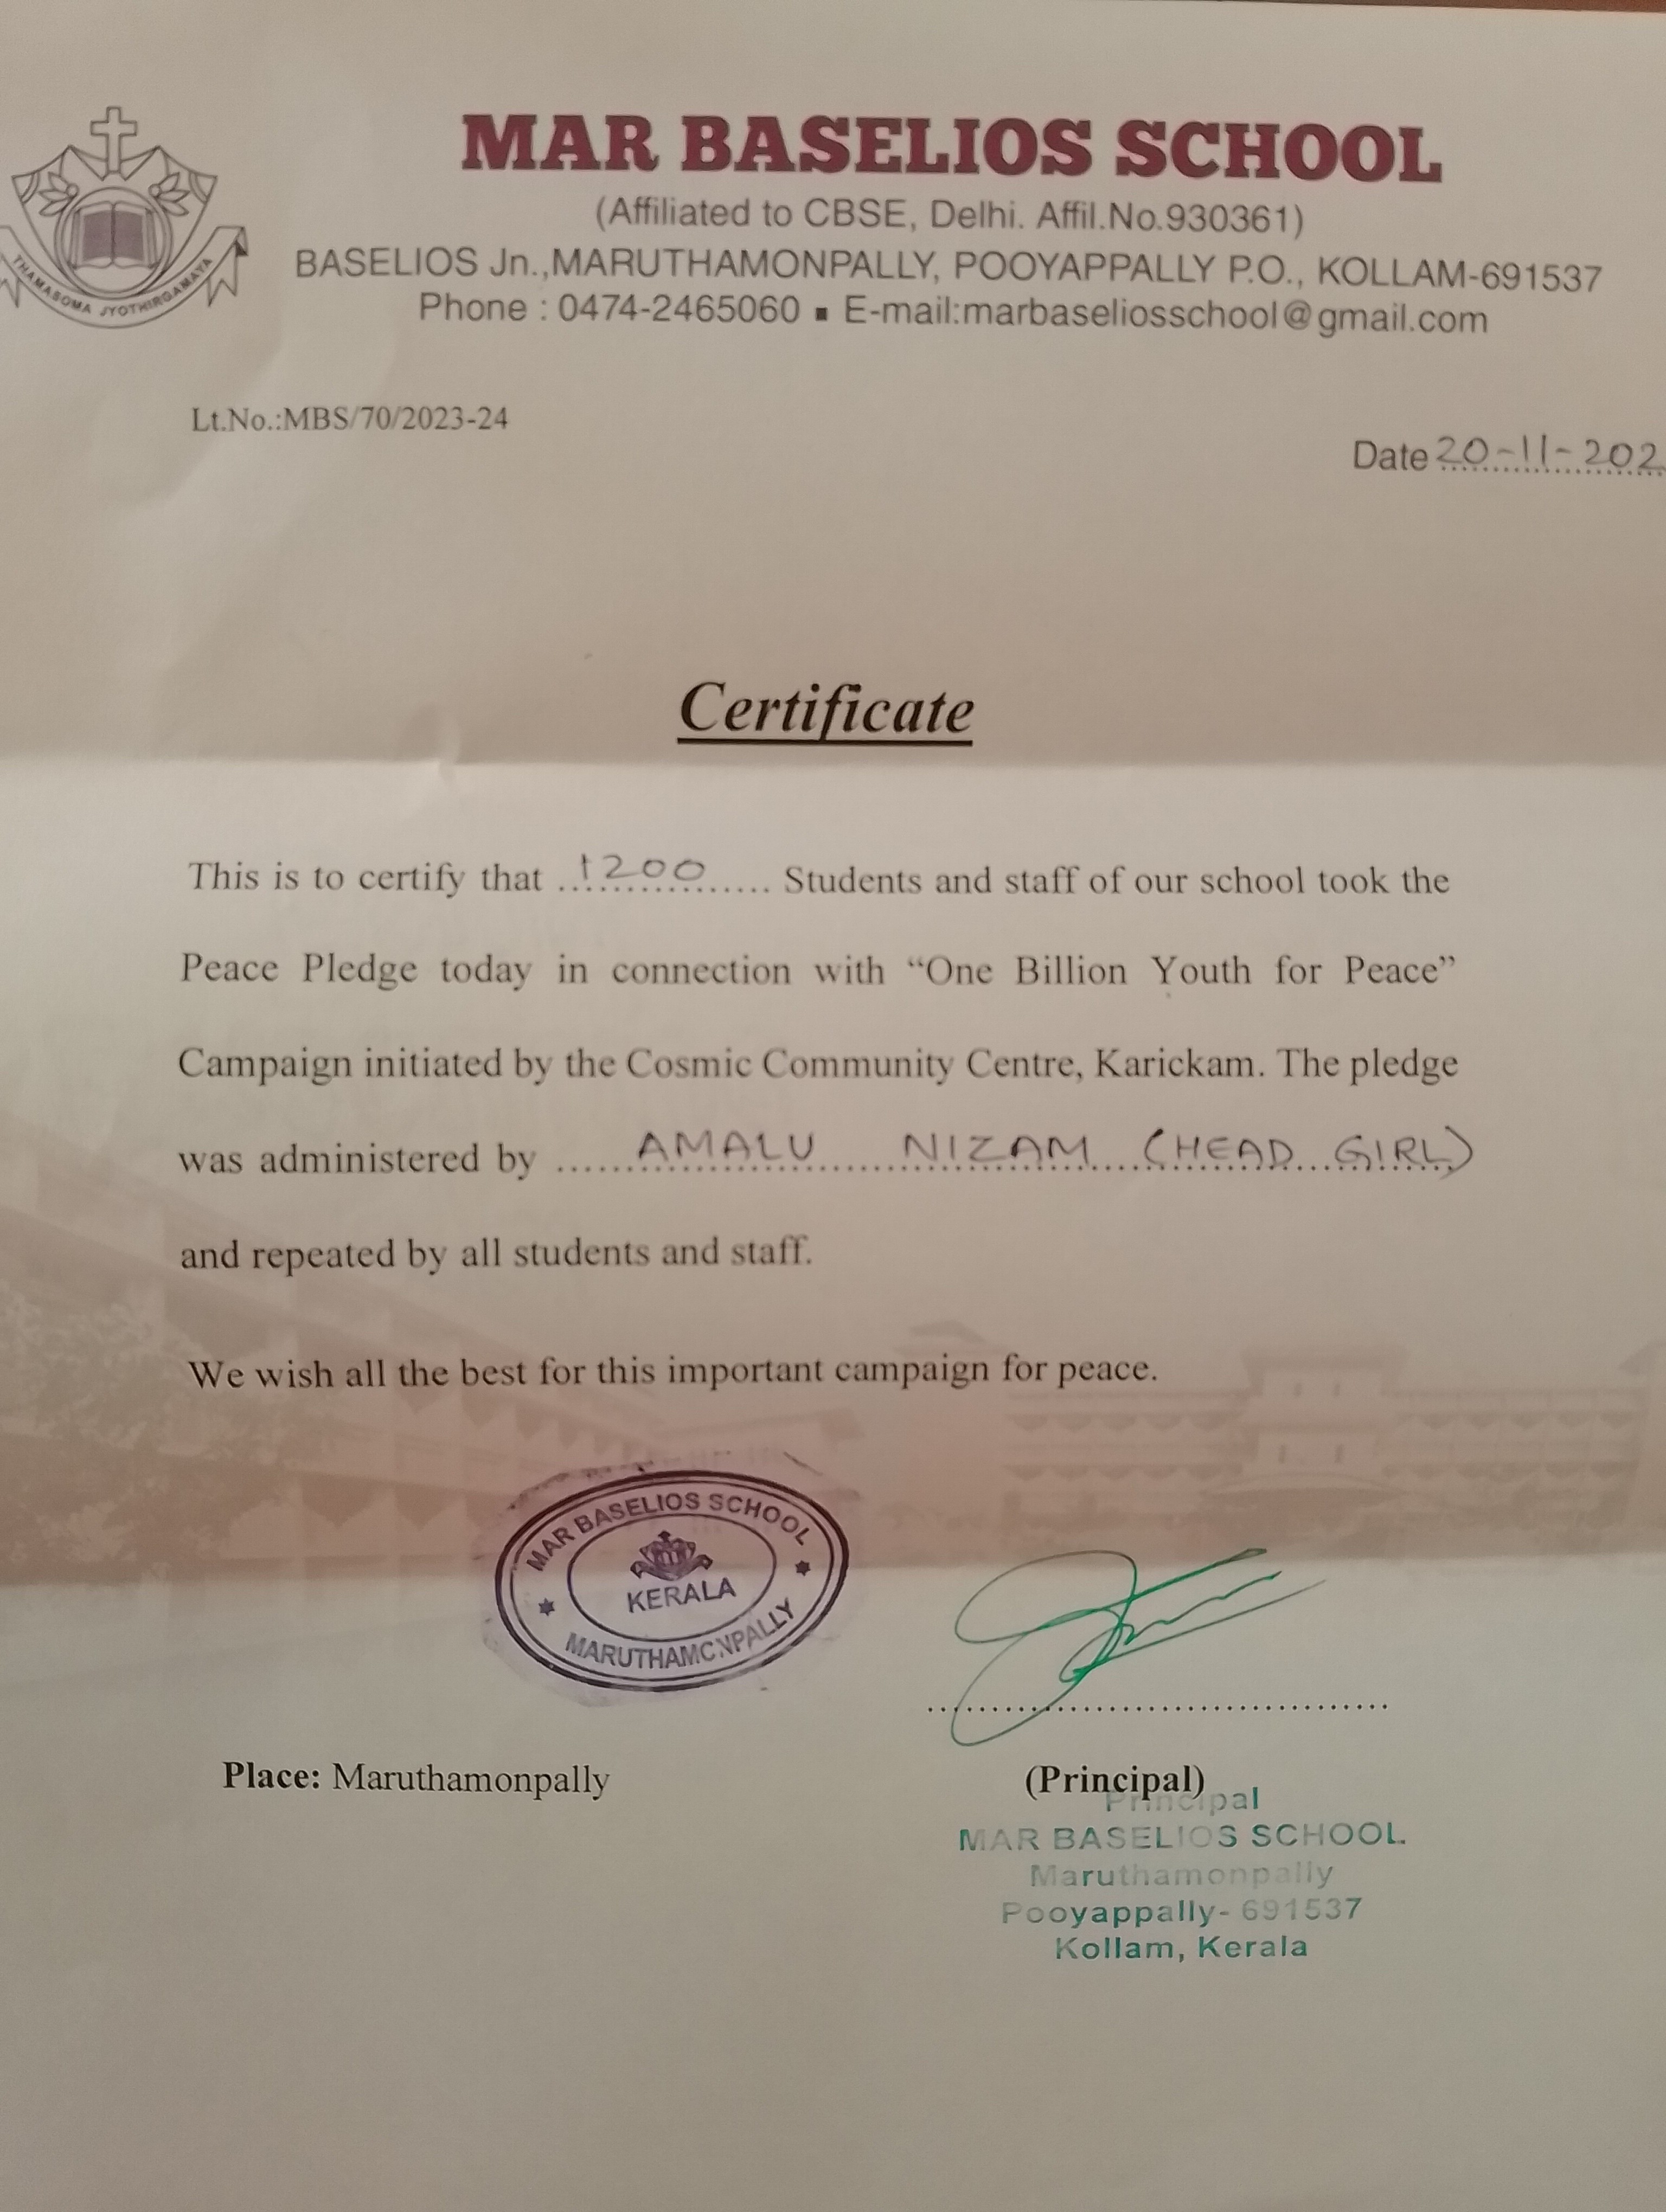 MAR BASELIOS SCHOOL
(Affiliated to CBSE, Delhi. Affil.No.930361)
BASELIOS Jn.,MARUTHAMONPALLY, POOYAPPALLY P.O., KOLLAM-691537
Phone : 0474-2465060 ▪ E-mail:marbaseliosschool@gmail.com
THAMASOMA JYOTHIRGAMAYA
Lt.No.:MBS/70/2023-24
Date 20-11-202
Certificate
This is to certify that 1200 Students and staff of our school took the
Peace Pledge today in connection with “One Billion Youth for Peace”
Campaign initiated by the Cosmic Community Centre, Karickam. The pledge
was administered by AMALU NIZAM (HEAD GIRL)
and repeated by all students and staff.
We wish all the best for this important campaign for peace.
MAR BASELIOS SCHOOL
KERALA
MARUTHAMONPALLY
Place: Maruthamonpally
(Principal)
Principal
MAR BASELIOS SCHOOL
Maruthamonpally
Pooyappally- 691537
Kollam, Kerala